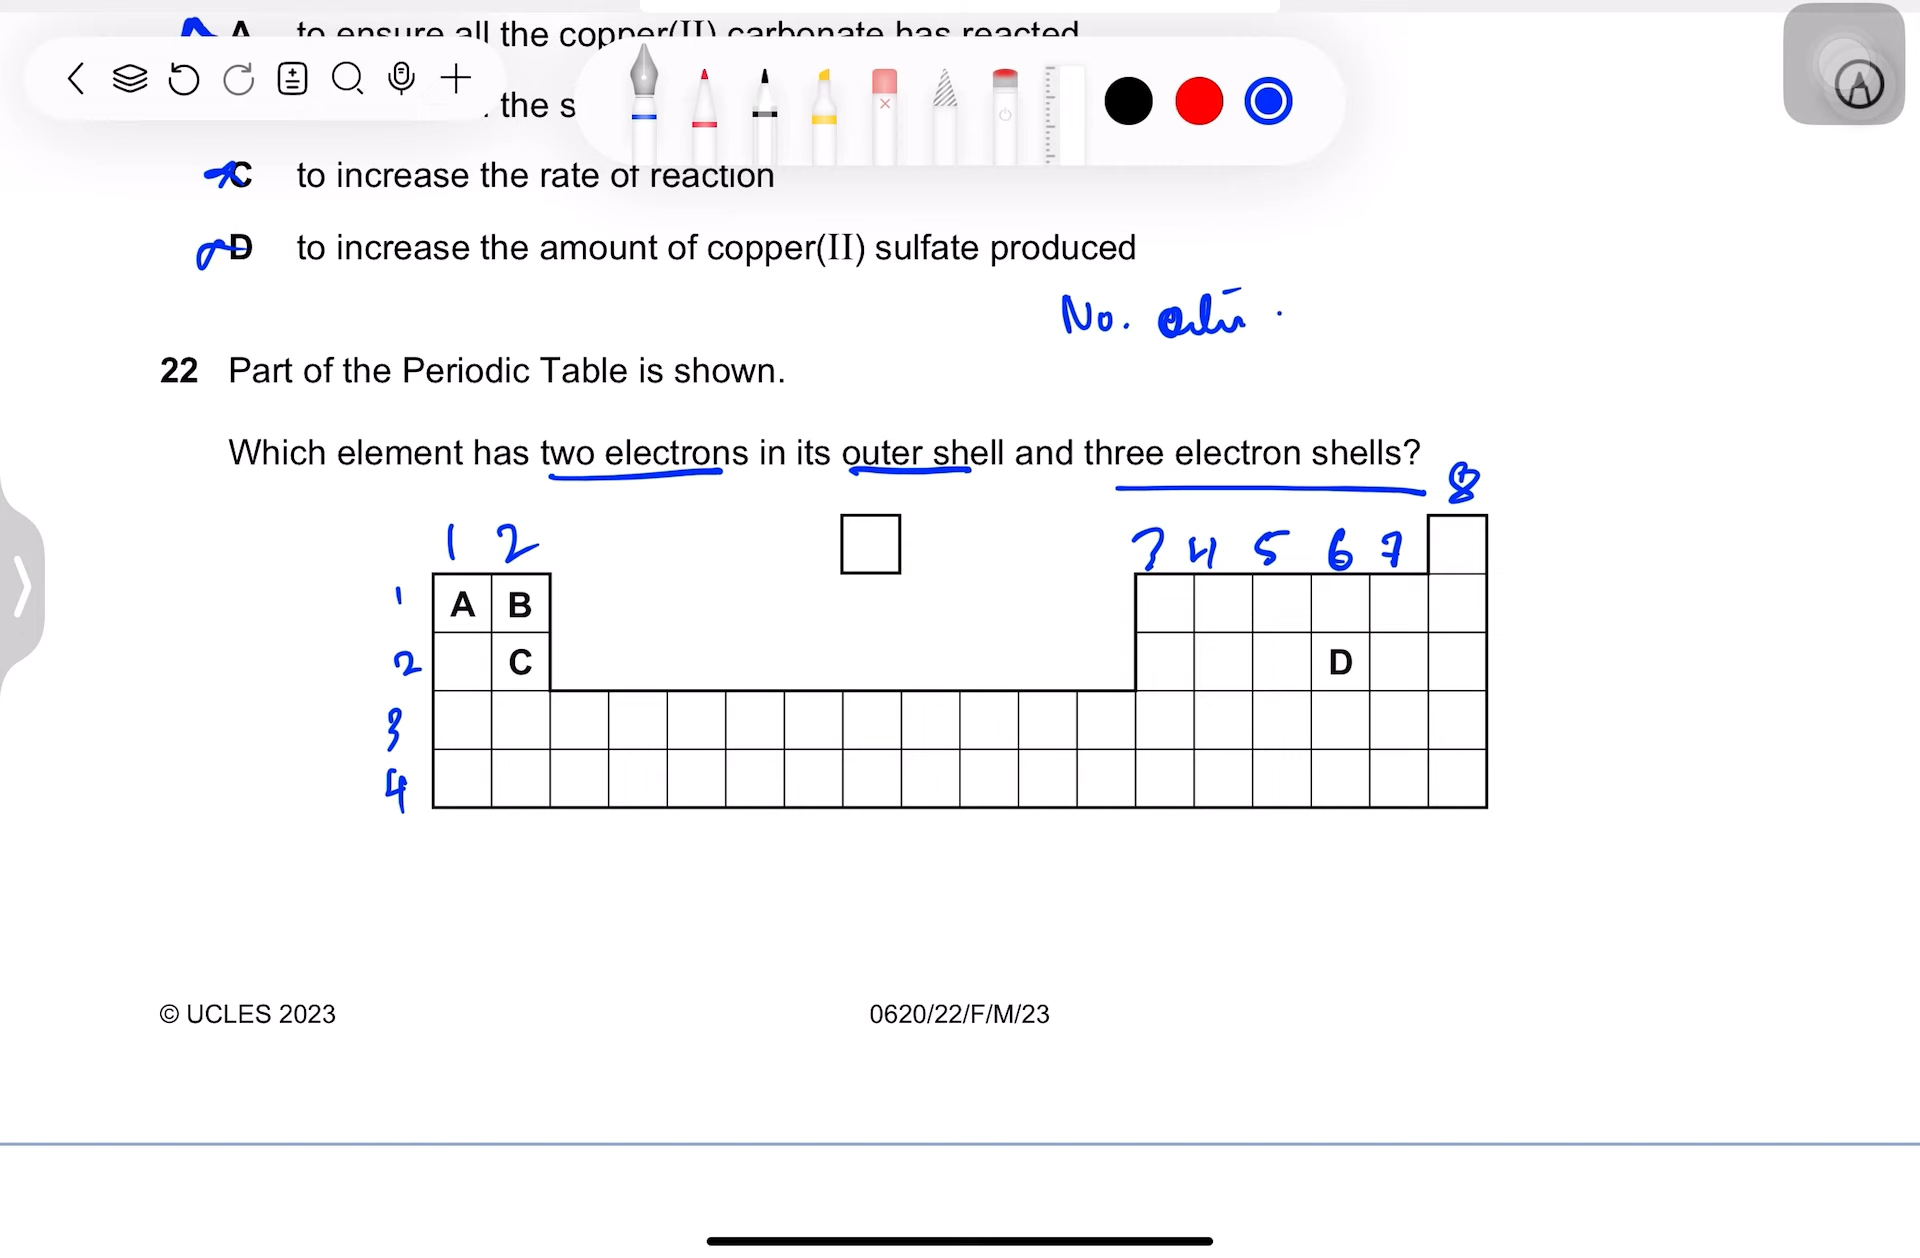 A to ensure all the copper(II) carbonate has reacted
the s
C to increase the rate of reaction
D to increase the amount of copper(II) sulfate produced
No.
22 Part of the Periodic Table is shown.
Which element has two electrons in its outer shell and three electron shells?
8
1 2 3 4 5 6 7
1 A B
2 C D
3
4
© UCLES 2023 0620/22/F/M/23